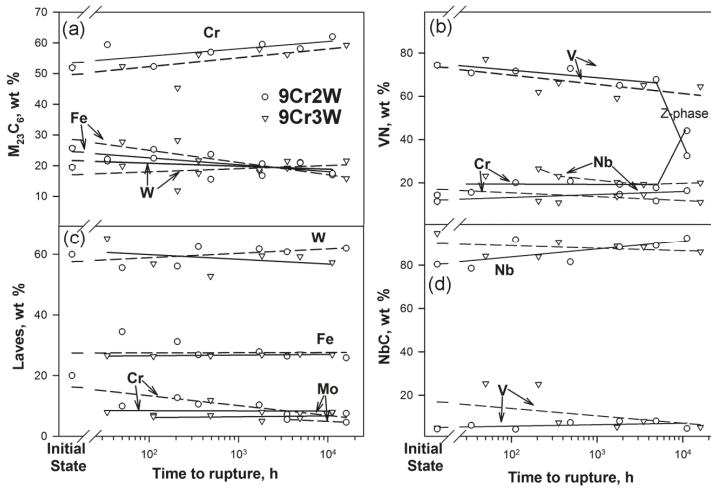 (a)
60
50
40
30
20
10
M23C6, wt %
Cr
9Cr2W
9Cr3W
Fe
W
(b)
80
60
40
20
VN, wt %
V
Z-phase
Cr
Nb
(c)
60
40
20
0
Laves, wt %
W
Fe
Cr
Mo
Initial State
10²
10³
10⁴
Time to rupture, h
(d)
80
60
40
20
NbC, wt %
Nb
V
Initial State
10²
10³
10⁴
Time to rupture, h